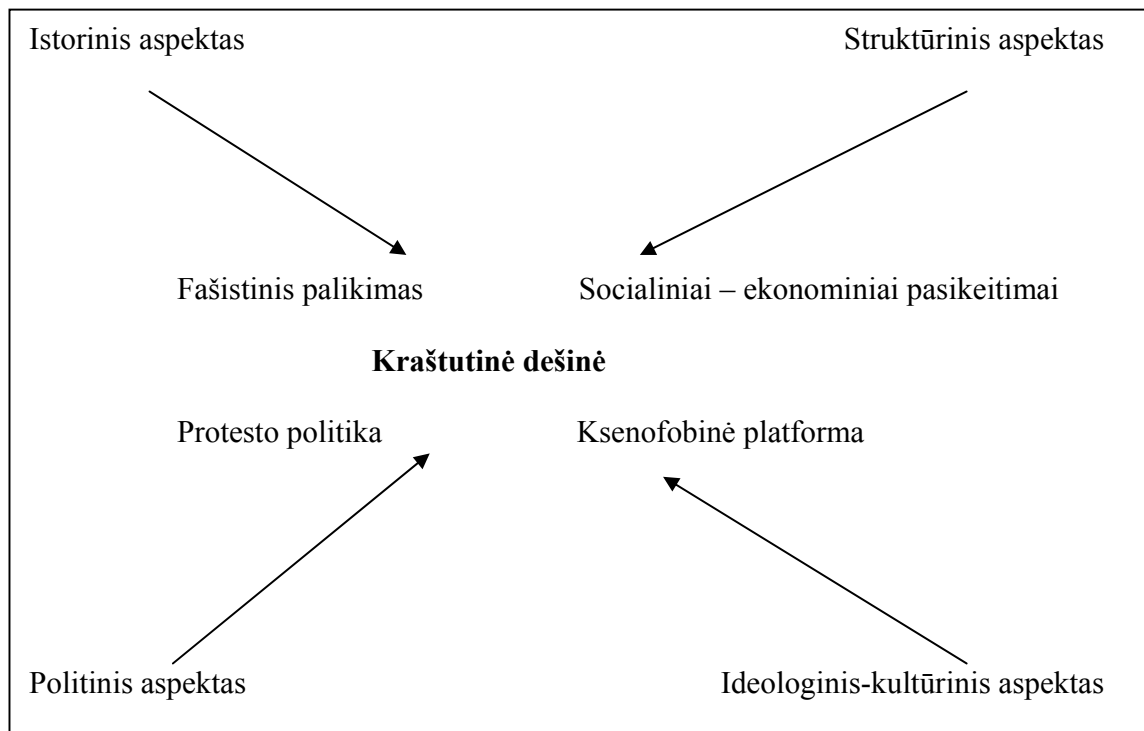 Istorinis aspektas
Struktūrinis aspektas
Fašistinis palikimas
Socialiniai – ekonominiai pasikeitimai
Kraštutinė dešinė
Protesto politika
Ksenofobinė platforma
Politinis aspektas
Ideologinis-kultūrinis aspektas